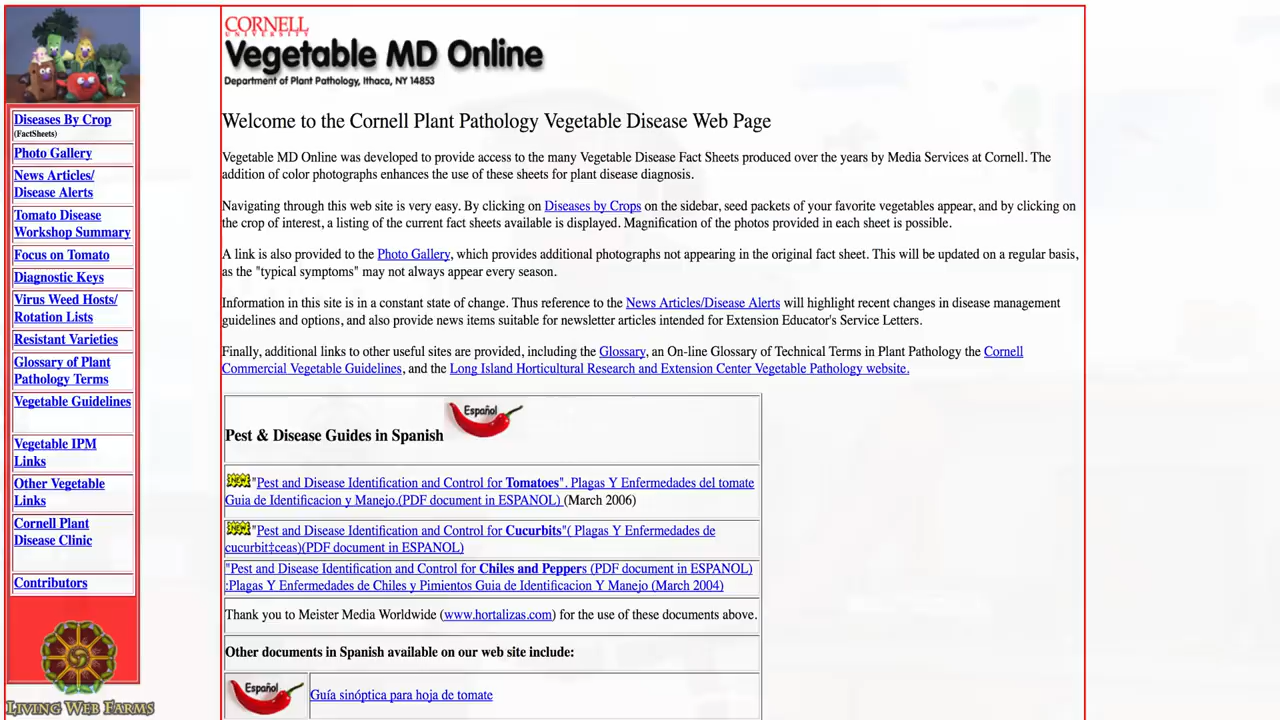 CORNELL
UNIVERSITY
Vegetable MD Online
Department of Plant Pathology, Ithaca, NY 14853
Diseases By Crop
(FactSheets)
Photo Gallery
News Articles/
Disease Alerts
Tomato Disease
Workshop Summary
Focus on Tomato
Diagnostic Keys
Virus Weed Hosts/
Rotation Lists
Resistant Varieties
Glossary of Plant
Pathology Terms
Vegetable Guidelines
Vegetable IPM
Links
Other Vegetable
Links
Cornell Plant
Disease Clinic
Contributors
LIVING WEB FARMS
Welcome to the Cornell Plant Pathology Vegetable Disease Web Page
Vegetable MD Online was developed to provide access to the many Vegetable Disease Fact Sheets produced over the years by Media Services at Cornell. The
addition of color photographs enhances the use of these sheets for plant disease diagnosis.
Navigating through this web site is very easy. By clicking on Diseases by Crops on the sidebar, seed packets of your favorite vegetables appear, and by clicking on
the crop of interest, a listing of the current fact sheets available is displayed. Magnification of the photos provided in each sheet is possible.
A link is also provided to the Photo Gallery, which provides additional photographs not appearing in the original fact sheet. This will be updated on a regular basis,
as the "typical symptoms" may not always appear every season.
Information in this site is in a constant state of change. Thus reference to the News Articles/Disease Alerts will highlight recent changes in disease management
guidelines and options, and also provide news items suitable for newsletter articles intended for Extension Educator's Service Letters.
Finally, additional links to other useful sites are provided, including the Glossary, an On-line Glossary of Technical Terms in Plant Pathology the Cornell
Commercial Vegetable Guidelines, and the Long Island Horticultural Research and Extension Center Vegetable Pathology website.
Español
Pest & Disease Guides in Spanish
NEW "Pest and Disease Identification and Control for Tomatoes". Plagas Y Enfermedades del tomate
Guia de Identificacion y Manejo.(PDF document in ESPANOL) (March 2006)
NEW "Pest and Disease Identification and Control for Cucurbits"( Plagas Y Enfermedades de
cucurbit‡ceas)(PDF document in ESPANOL)
"Pest and Disease Identification and Control for Chiles and Peppers (PDF document in ESPANOL)
:Plagas Y Enfermedades de Chiles y Pimientos Guia de Identificacion Y Manejo (March 2004)
Thank you to Meister Media Worldwide (www.hortalizas.com) for the use of these documents above.
Other documents in Spanish available on our web site include:
Español
Guía sinóptica para hoja de tomate